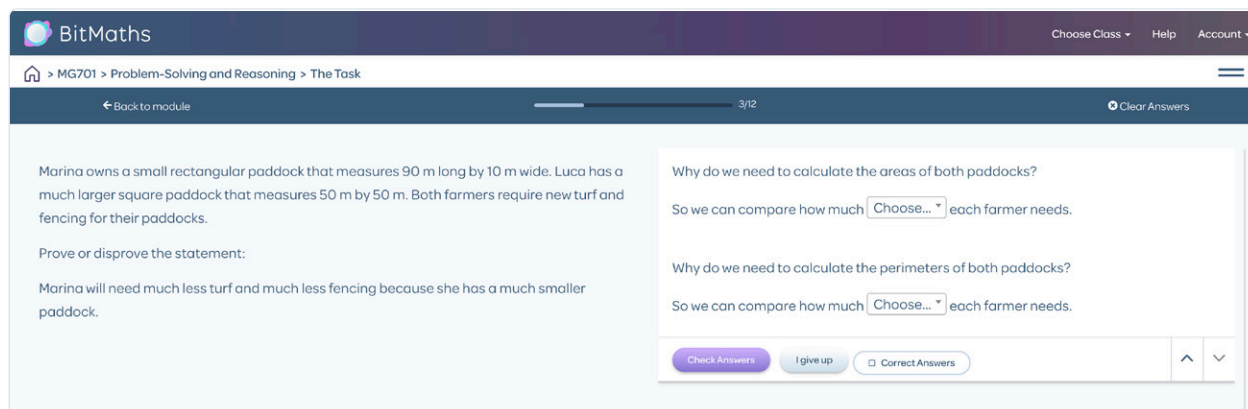 BitMaths
Choose Class Help Account
> MG701 > Problem-Solving and Reasoning > The Task
Back to module 3/12 Clear Answers
Marina owns a small rectangular paddock that measures 90 m long by 10 m wide. Luca has a
much larger square paddock that measures 50 m by 50 m. Both farmers require new turf and
fencing for their paddocks.
Prove or disprove the statement:
Marina will need much less turf and much less fencing because she has a much smaller
paddock.
Why do we need to calculate the areas of both paddocks?
So we can compare how much Choose... each farmer needs.
Why do we need to calculate the perimeters of both paddocks?
So we can compare how much Choose... each farmer needs.
Check Answers I give up Correct Answers